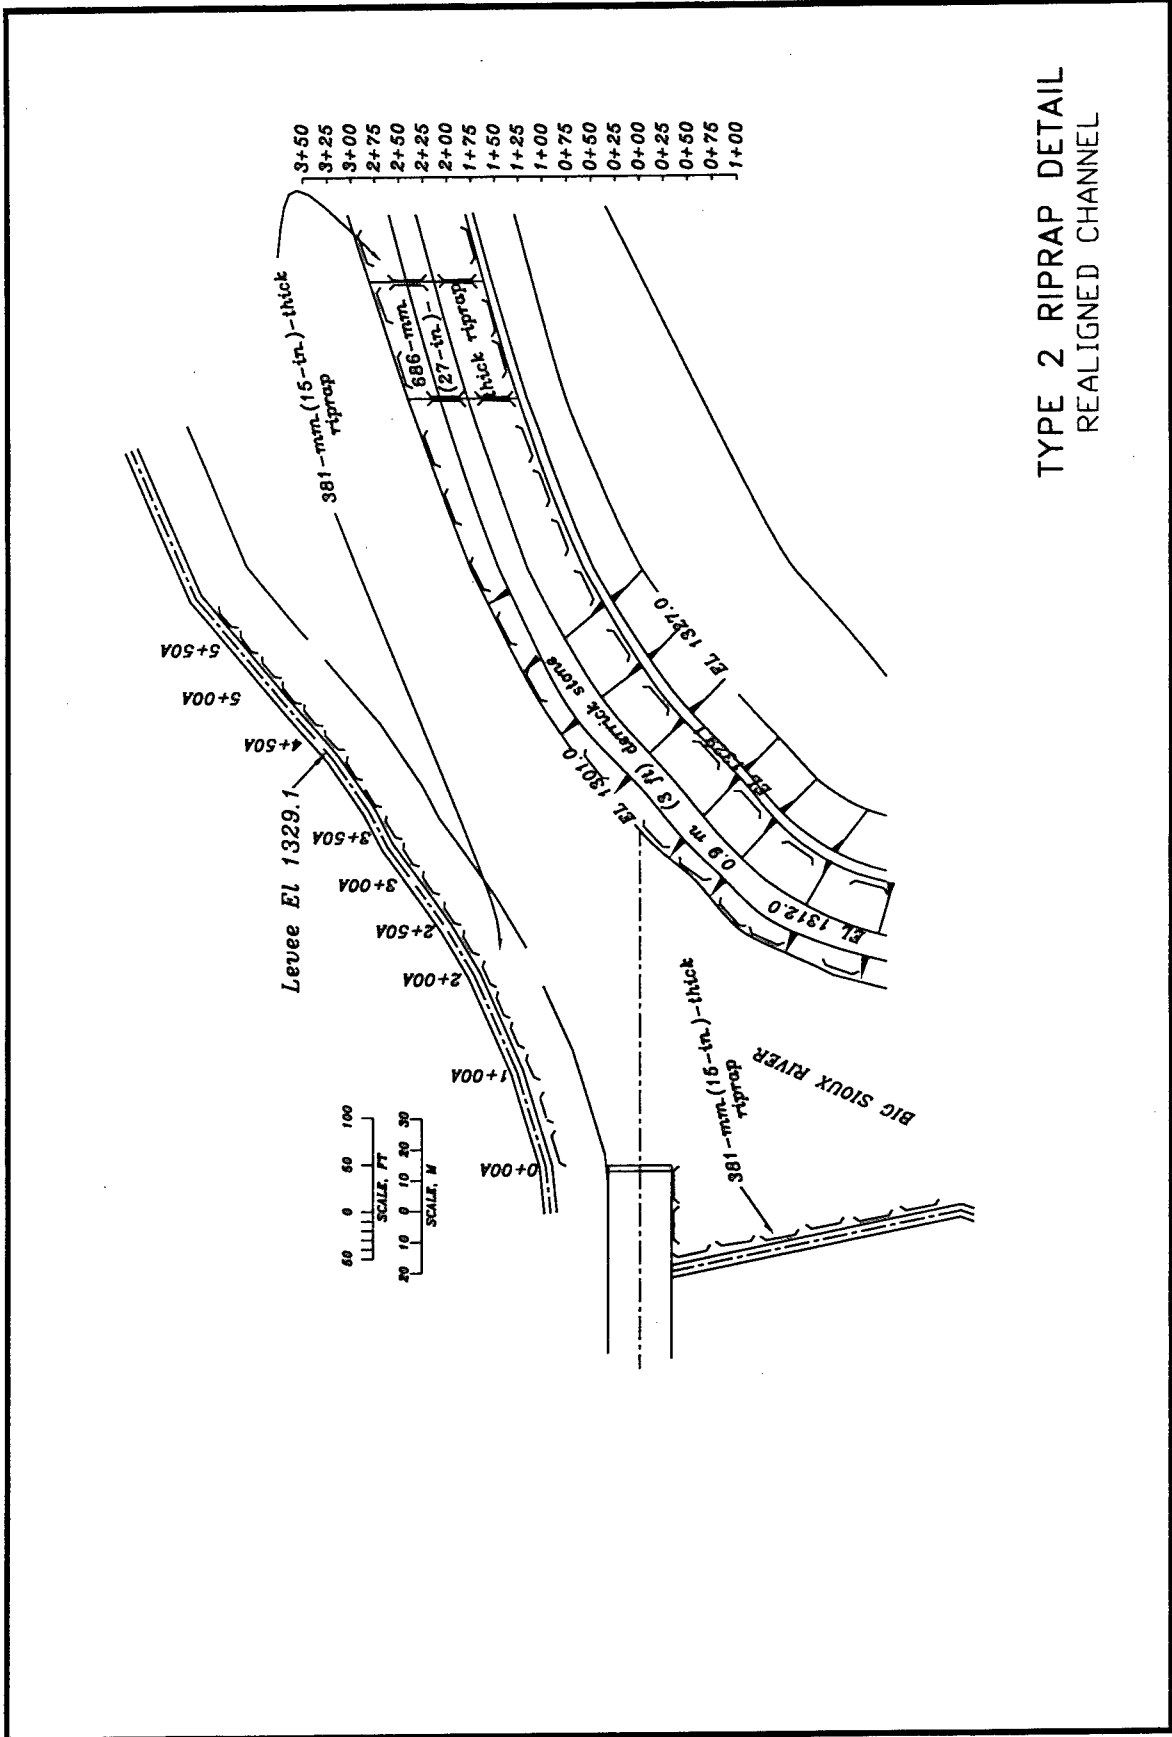 Levee El 1329.1
5+50A
5+00A
4+50A
3+50A
3+00A
2+50A
2+00A
1+00A
0+00A
50 0 50 100
SCALE, FT
20 10 0 10 20 30
SCALE, M
381-mm (15-in.)-thick
riprap
686-mm
(27-in)-
thick riprap
3+50
3+25
3+00
2+75
2+50
2+25
2+00
1+75
1+50
1+25
1+00
0+75
0+50
0+25
0+00
0+25
0+50
0+75
1+00
EL 1301.0
0.9 m (3 ft) derrick stone
EL 1312.0
EL 1329.1
EL 1327.0
381-mm (15-in.)-thick
riprap
BIG SIOUX RIVER
TYPE 2 RIPRAP DETAIL
REALIGNED CHANNEL